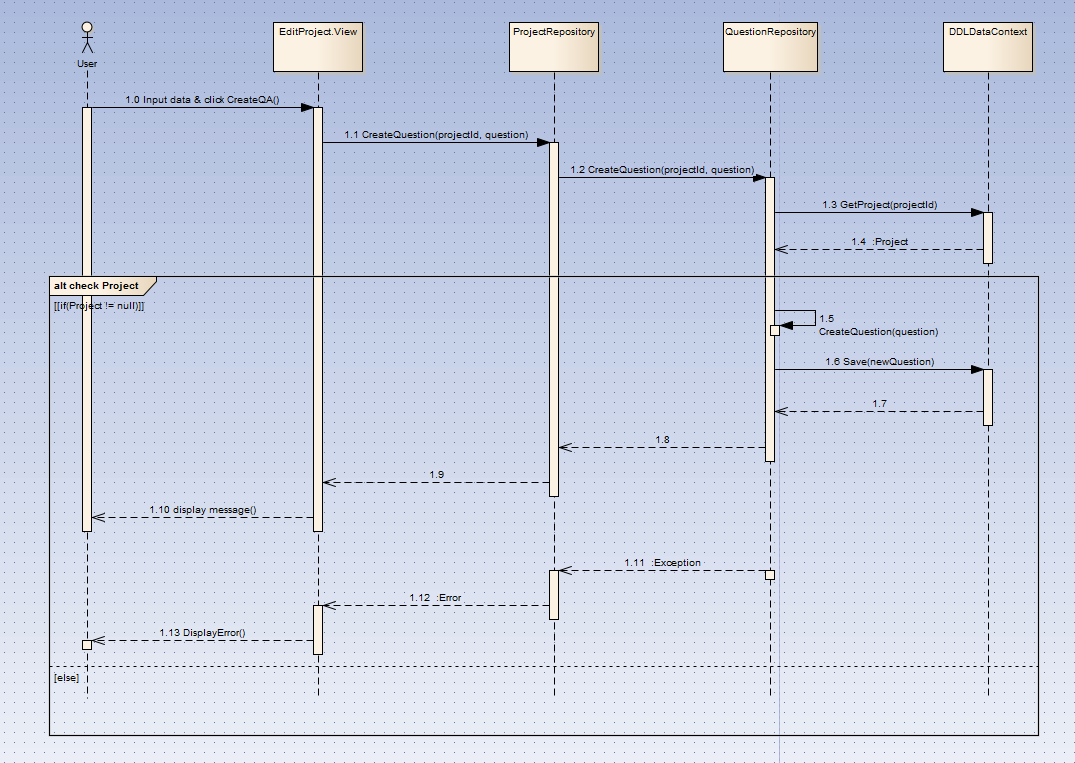 User
EditProject.View
ProjectRepository
QuestionRepository
DDLDataContext
1.0 Input data & click CreateQA()
1.1 CreateQuestion(projectId, question)
1.2 CreateQuestion(projectId, question)
1.3 GetProject(projectId)
1.4 :Project
alt check Project
[[if(Project != null)]]
1.5
CreateQuestion(question)
1.6 Save(newQuestion)
1.7
1.8
1.9
1.10 display message()
1.11 :Exception
1.12 :Error
1.13 DisplayError()
[else]